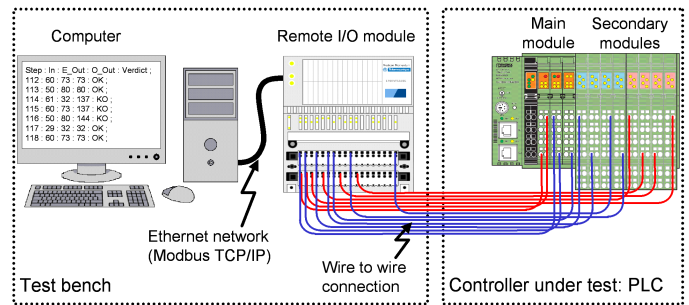 Computer
Remote I/O module
Main
module
Secondary
modules
Step : In : E_Out : O_Out : Verdict ;
112 : 60 : 73 : 73 : OK ;
113 : 50 : 80 : 80 : OK ;
114 : 61 : 32 : 137 : KO ;
115 : 60 : 73 : 137 : KO ;
116 : 50 : 80 : 144 : KO ;
117 : 29 : 32 : 32 : OK ;
118 : 60 : 73 : 73 : OK ;
Ethernet network
(Modbus TCP/IP)
Wire to wire
connection
Test bench
Controller under test: PLC